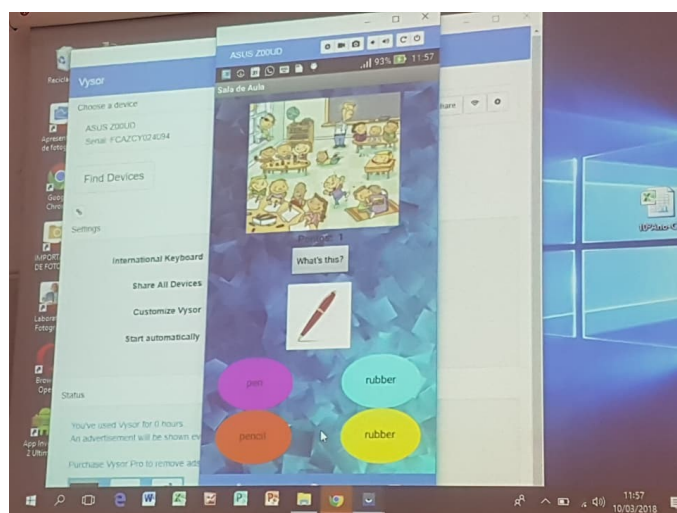 Vysor
Choose a device
ASUS Z00UD
Serial: FCAZCY024094
Find Devices
Settings
International Keyboard
Share All Devices
Customize Vysor
Start automatically
Status
You've used Vysor for 0 hours.
An advertisement will be shown
Purchase Vysor Pro to remove ads
ASUS Z00UD
93% 11:57
Sala de Aula
What's this?
pen
rubber
pencil
rubber
11:57
10/03/2018